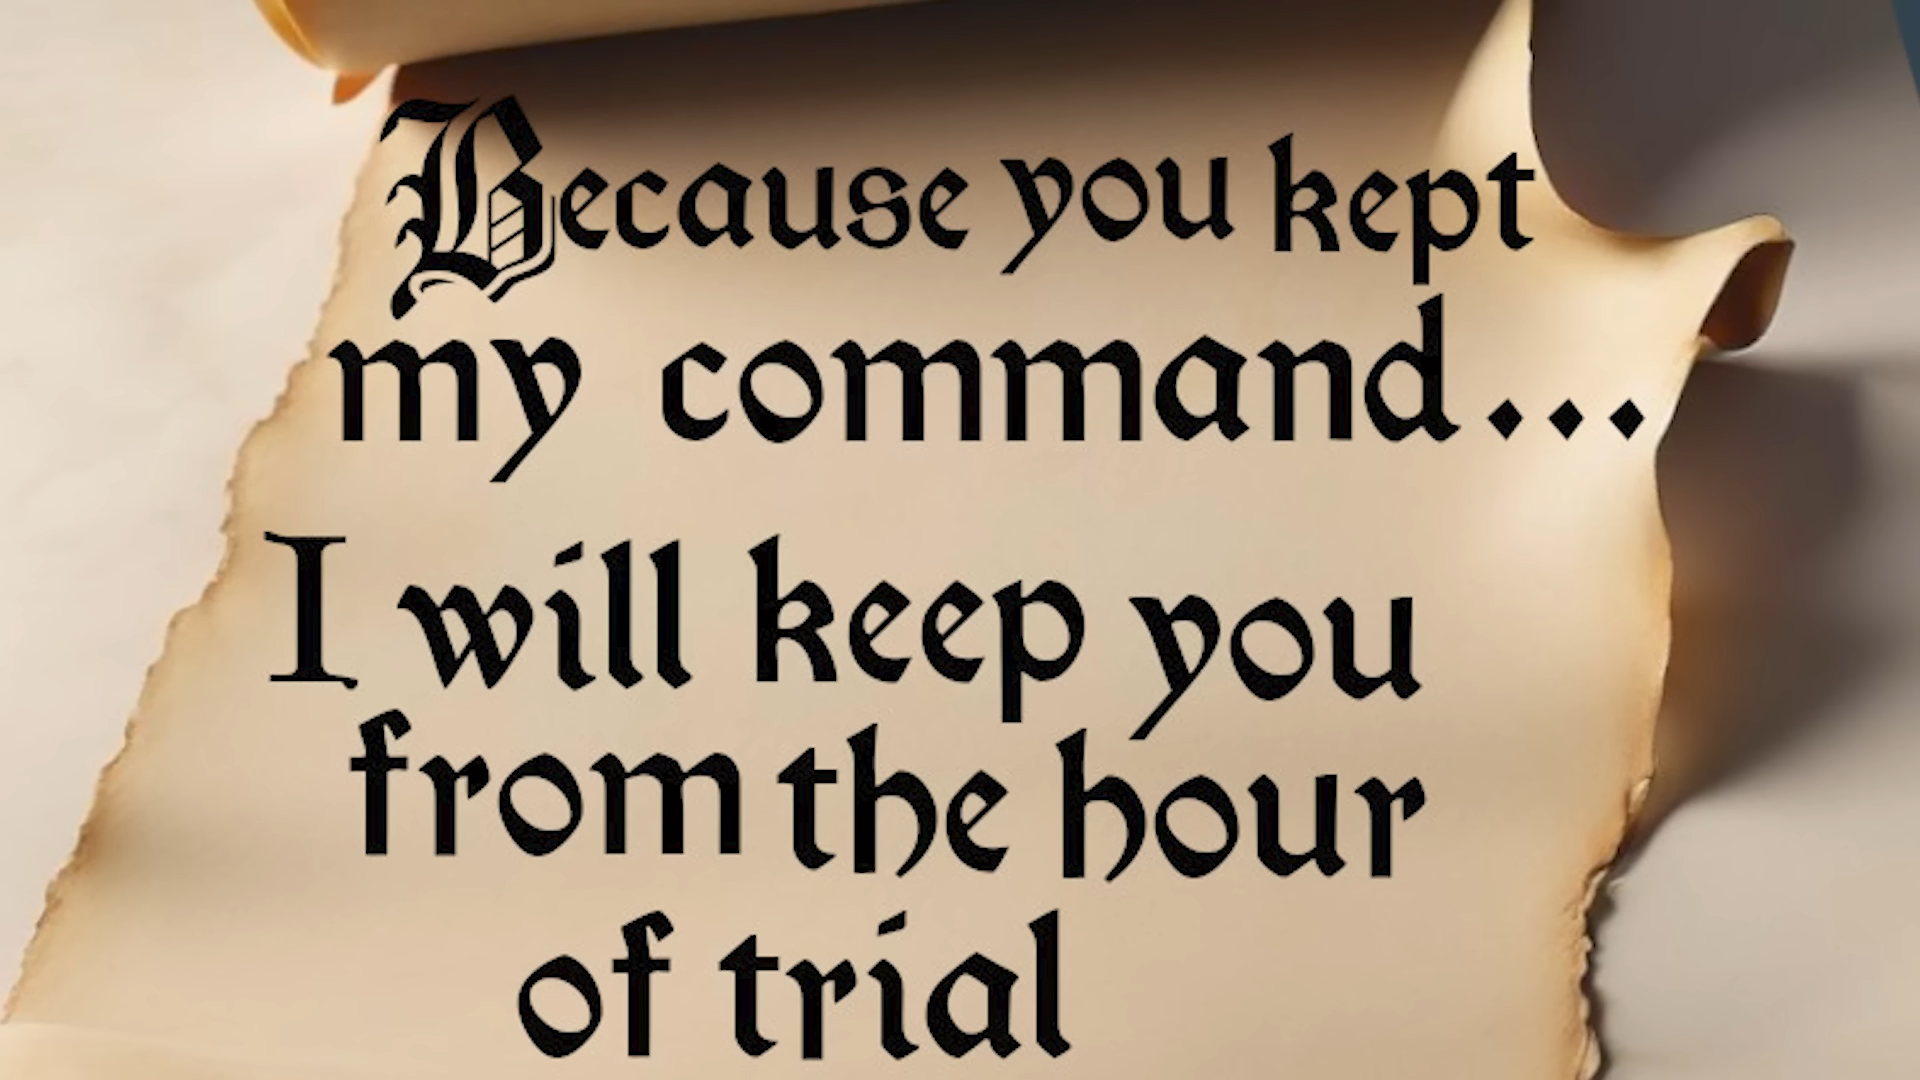 Because you kept
my command...
I will keep you
from the hour
of trial